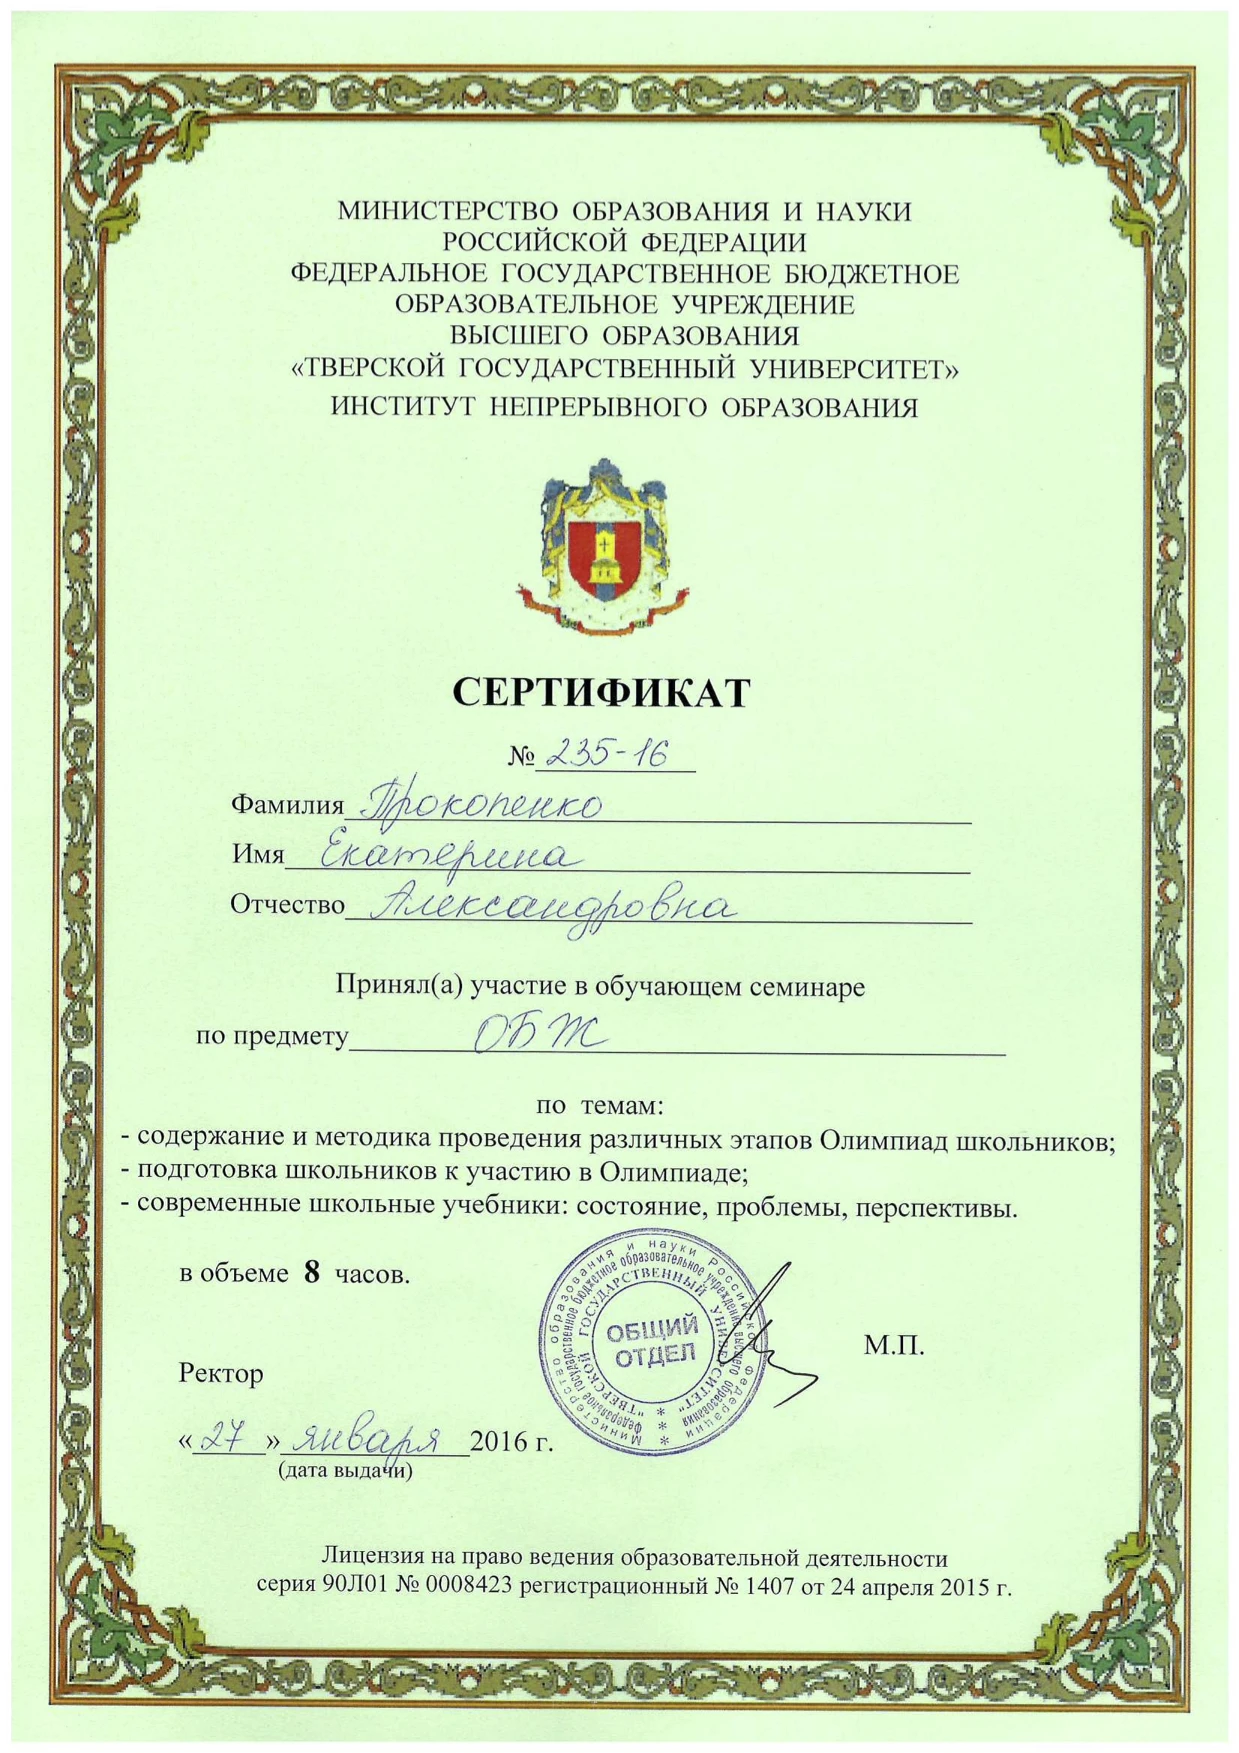 МИНИСТЕРСТВО ОБРАЗОВАНИЯ И НАУКИ
РОССИЙСКОЙ ФЕДЕРАЦИИ
ФЕДЕРАЛЬНОЕ ГОСУДАРСТВЕННОЕ БЮДЖЕТНОЕ
ОБРАЗОВАТЕЛЬНОЕ УЧРЕЖДЕНИЕ
ВЫСШЕГО ОБРАЗОВАНИЯ
«ТВЕРСКОЙ ГОСУДАРСТВЕННЫЙ УНИВЕРСИТЕТ»
ИНСТИТУТ НЕПРЕРЫВНОГО ОБРАЗОВАНИЯ
СЕРТИФИКАТ
№ 235-16
Фамилия Прокопенко
Имя Екатерина
Отчество Александровна
Принял(а) участие в обучающем семинаре
по предмету ОБЖ
по темам:
- содержание и методика проведения различных этапов Олимпиад школьников;
- подготовка школьников к участию в Олимпиаде;
- современные школьные учебники: состояние, проблемы, перспективы.
в объеме 8 часов.
Министерство образования и науки Российской Федерации
Федеральное государственное бюджетное образовательное учреждение высшего образования
"ТВЕРСКОЙ ГОСУДАРСТВЕННЫЙ УНИВЕРСИТЕТ"
ОБЩИЙ
ОТДЕЛ
М.П.
Ректор
«27» января 2016 г.
(дата выдачи)
Лицензия на право ведения образовательной деятельности
серия 90Л01 № 0008423 регистрационный № 1407 от 24 апреля 2015 г.